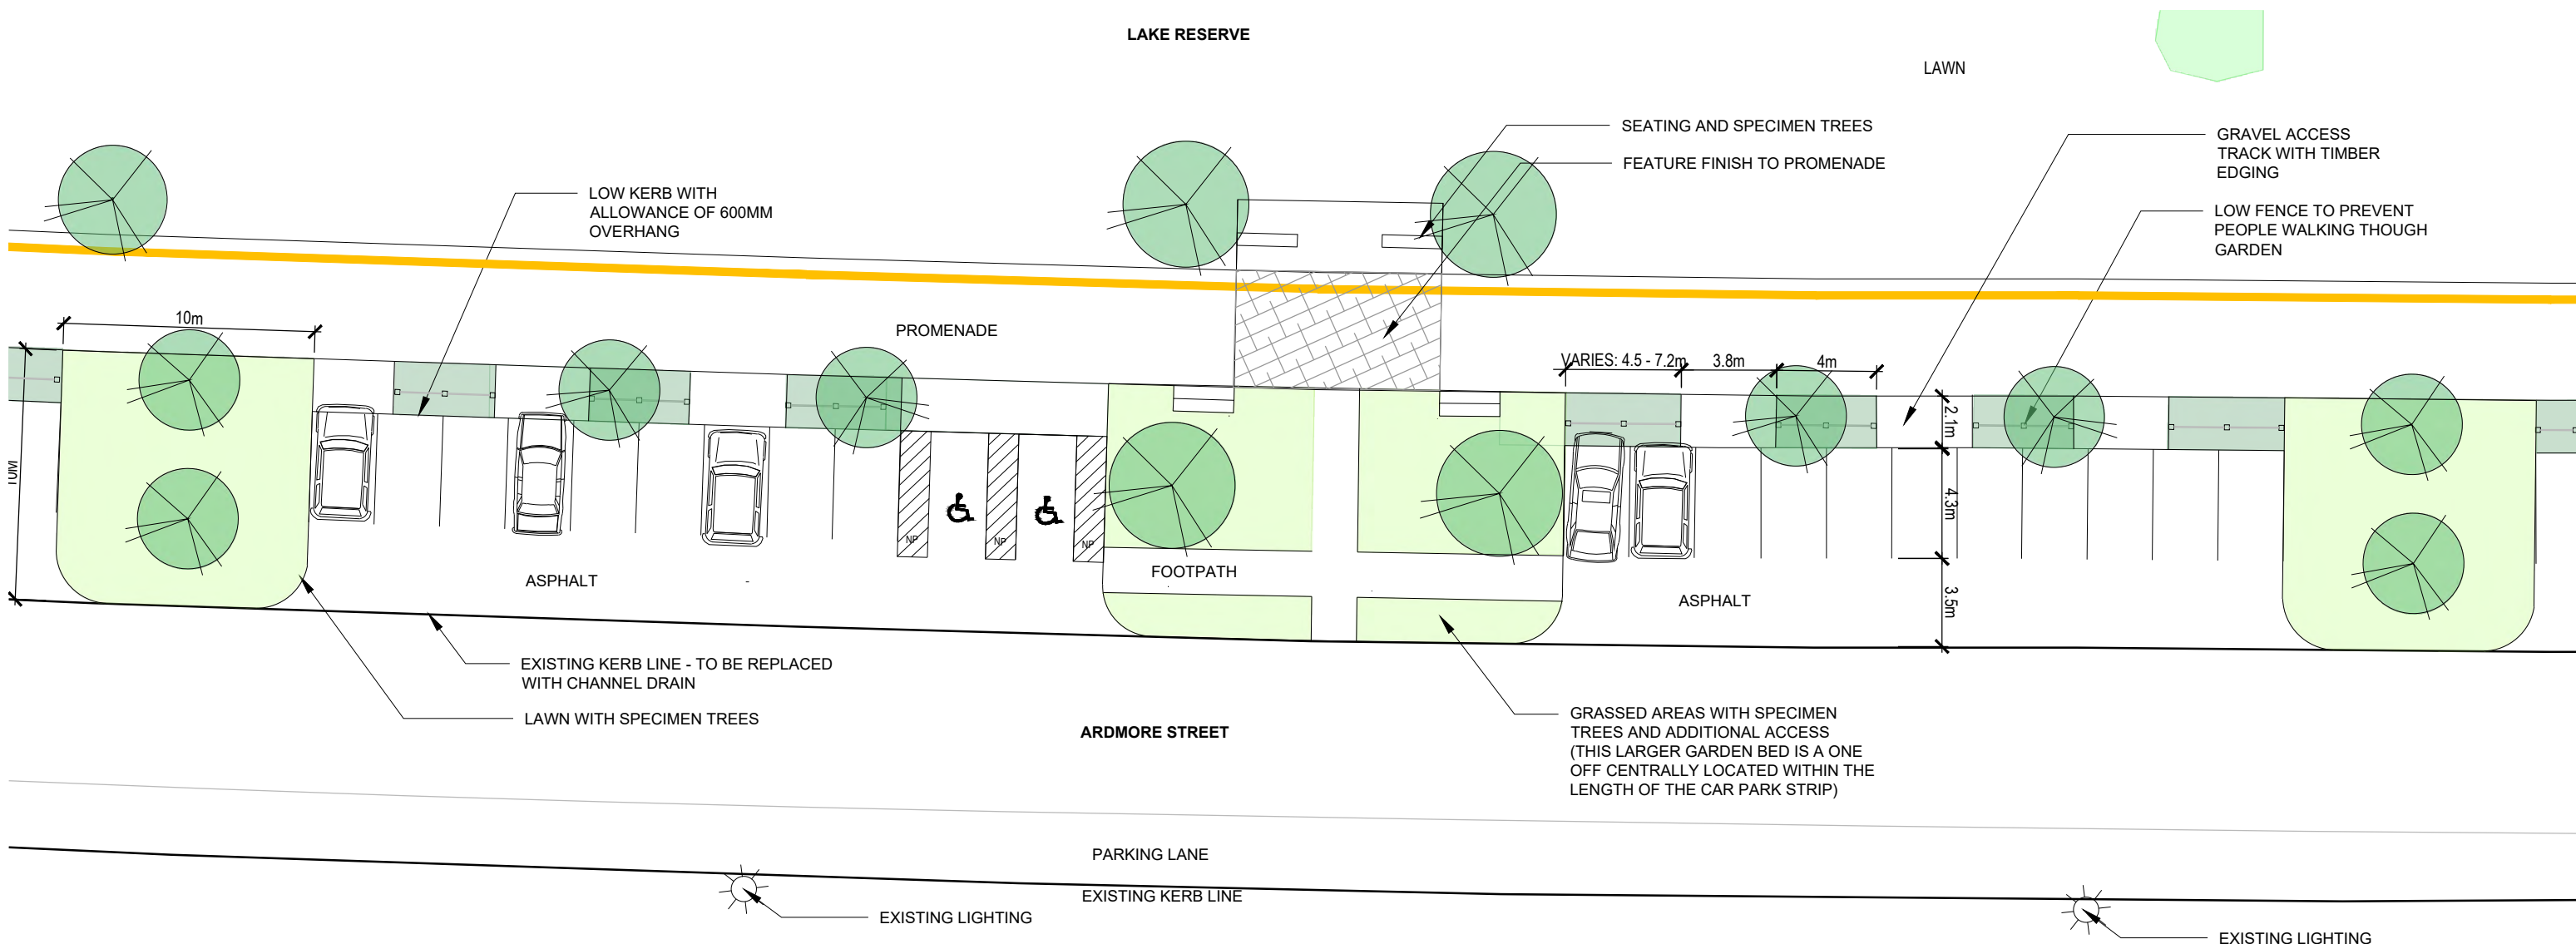 LAKE RESERVE
LAWN
SEATING AND SPECIMEN TREES
FEATURE FINISH TO PROMENADE
GRAVEL ACCESS
TRACK WITH TIMBER
EDGING
LOW FENCE TO PREVENT
PEOPLE WALKING THOUGH
GARDEN
LOW KERB WITH
ALLOWANCE OF 600MM
OVERHANG
10m
PROMENADE
VARIES: 4.5 - 7.2m
3.8m
4m
2.1m
4.3m
3.5m
NP
NP
NP
ASPHALT
FOOTPATH
ASPHALT
EXISTING KERB LINE - TO BE REPLACED
WITH CHANNEL DRAIN
LAWN WITH SPECIMEN TREES
ARDMORE STREET
GRASSED AREAS WITH SPECIMEN
TREES AND ADDITIONAL ACCESS
(THIS LARGER GARDEN BED IS A ONE
OFF CENTRALLY LOCATED WITHIN THE
LENGTH OF THE CAR PARK STRIP)
PARKING LANE
EXISTING KERB LINE
EXISTING LIGHTING
EXISTING LIGHTING